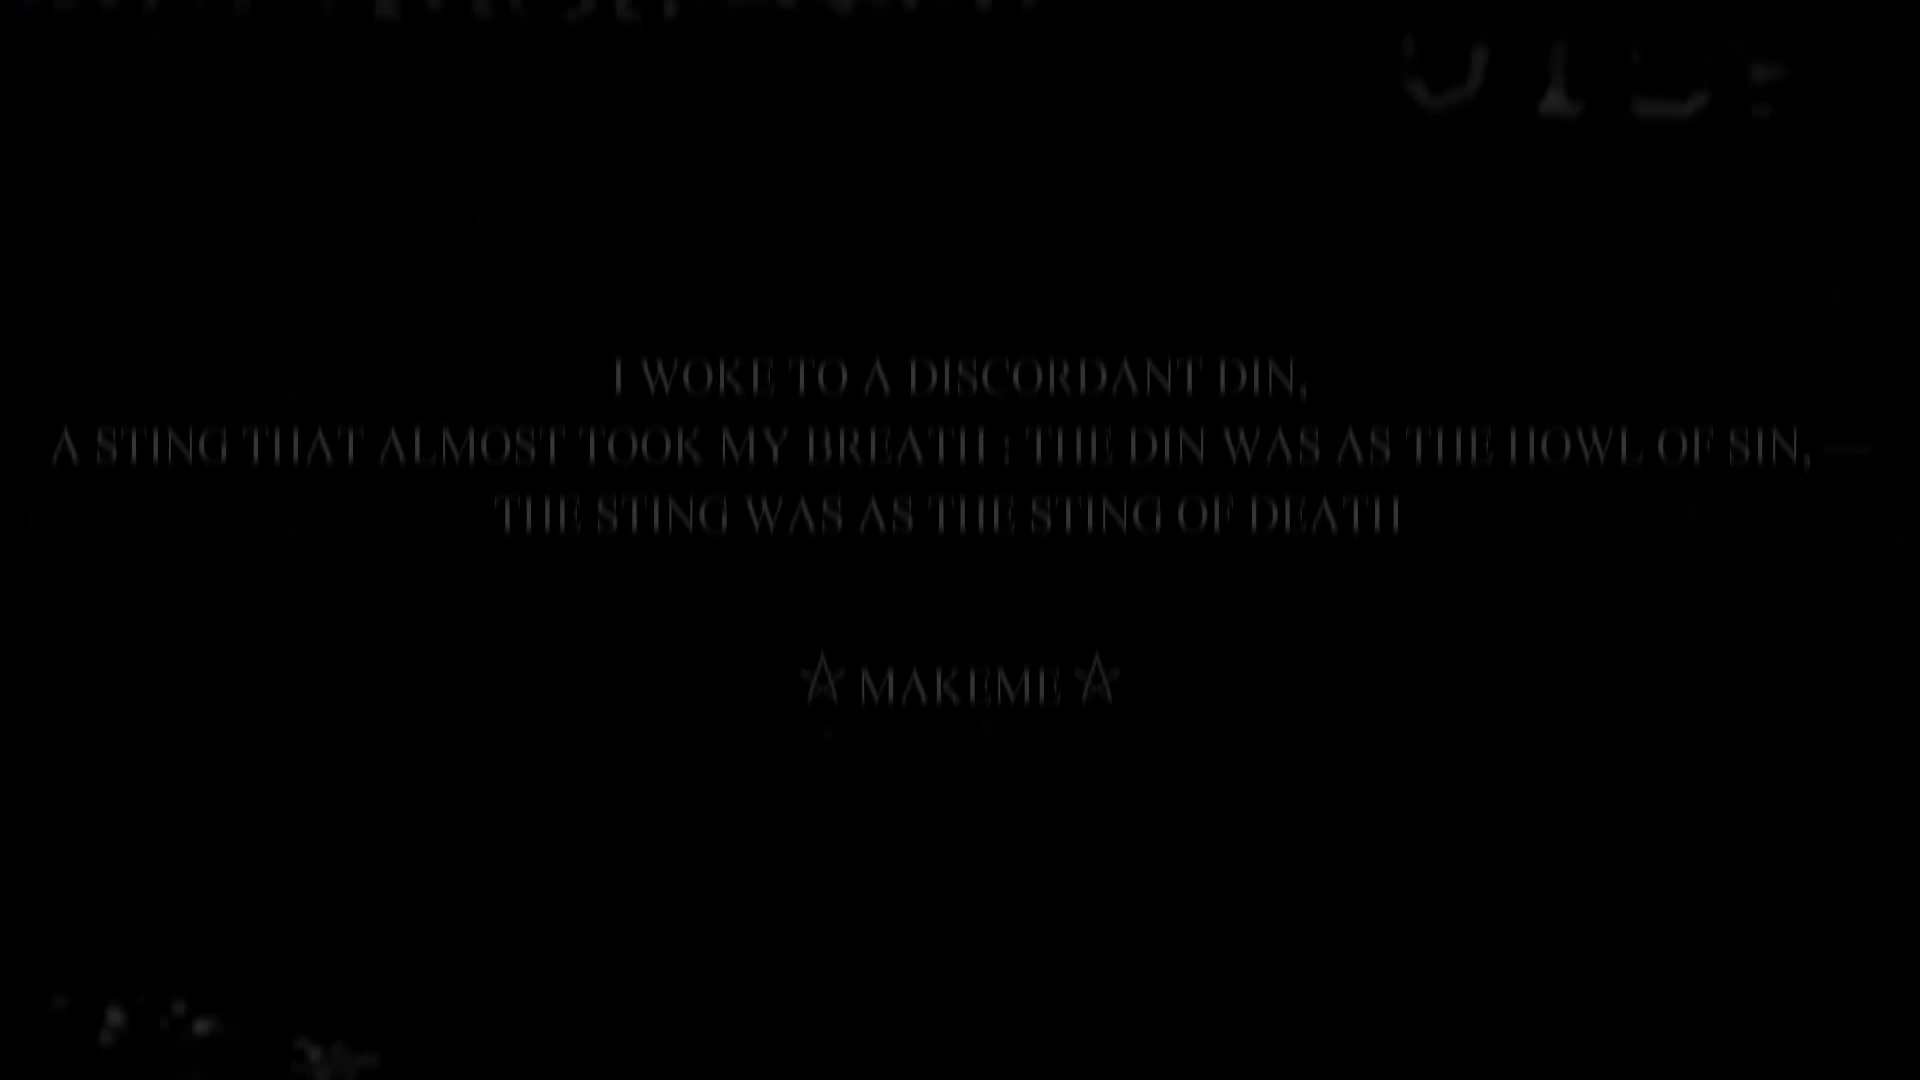 I WOKE TO A DISCORDANT DIN,
A STING THAT ALMOST TOOK MY BREATH : THE DIN WAS AS THE HOWL OF SIN, —
THE STING WAS AS THE STING OF DEATH
☆ MAKEME ☆